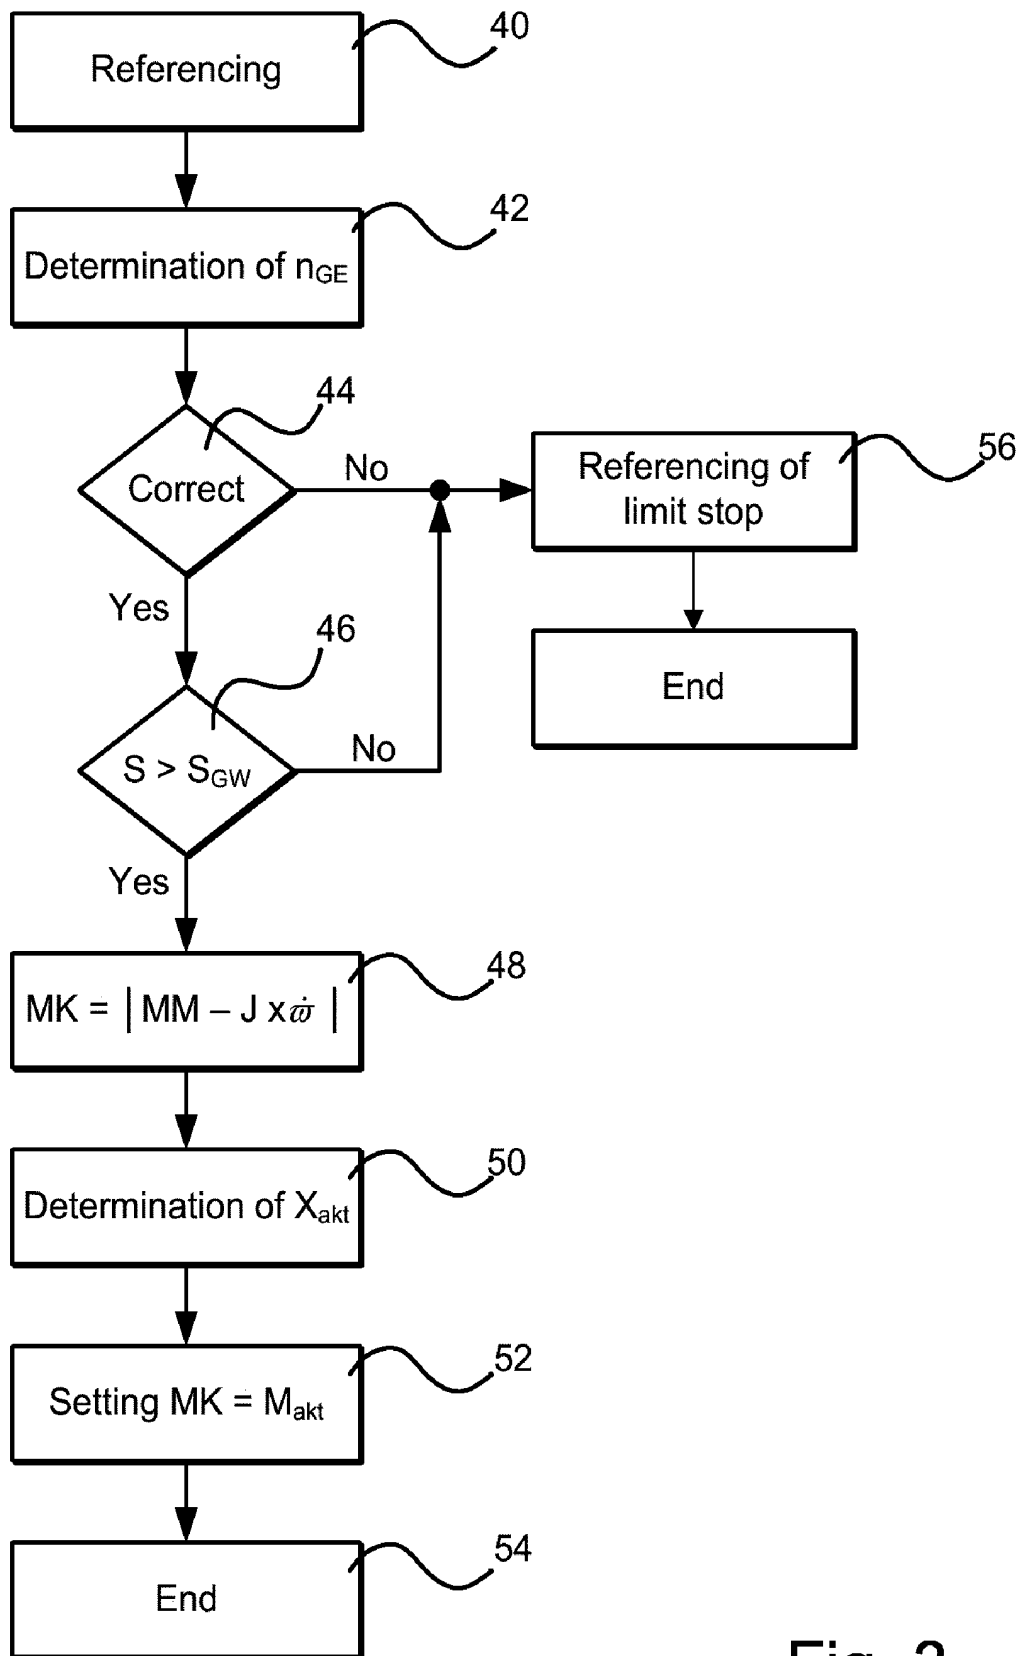 40
Referencing
42
Determination of nGE
44
Correct
No
56
Referencing of
limit stop
Yes
46
End
S > SGW
No
Yes
48
MK = | MM – J x ω̇ |
50
Determination of Xakt
52
Setting MK = Makt
54
End